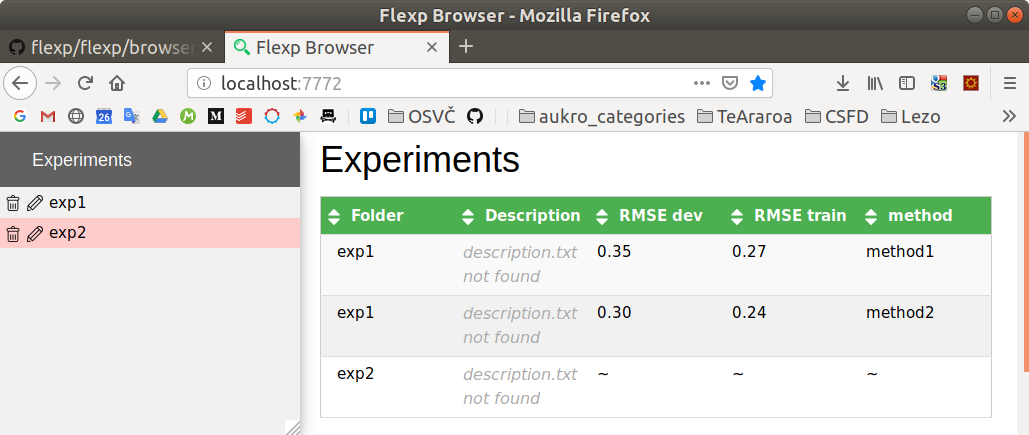 Flexp Browser - Mozilla Firefox
flexp/flexp/browser
Flexp Browser
localhost:7772
G M 26 M OSVČ aukro_categories TeAraroa CSFD Lezo
Experiments
exp1
exp2
Experiments
Folder Description RMSE dev RMSE train method
exp1 description.txt 0.35 0.27 method1
not found
exp1 description.txt 0.30 0.24 method2
not found
exp2 description.txt ~ ~ ~
not found